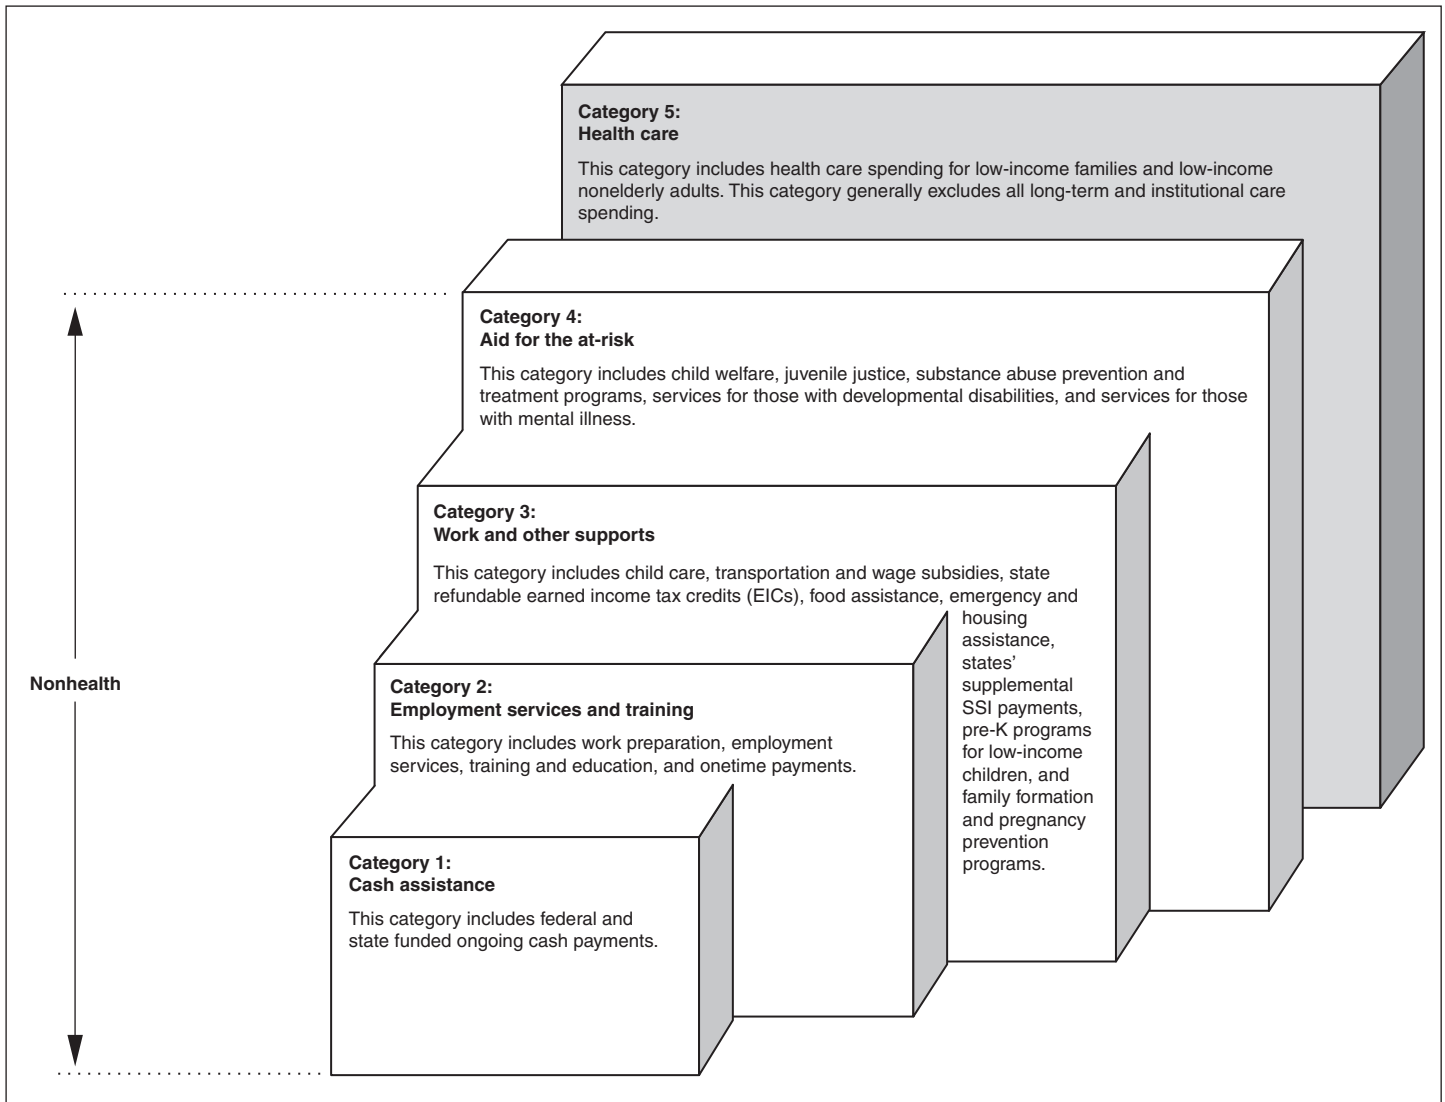 Category 5:
Health care
This category includes health care spending for low-income families and low-income
nonelderly adults. This category generally excludes all long-term and institutional care
spending.
Category 4:
Aid for the at-risk
This category includes child welfare, juvenile justice, substance abuse prevention and
treatment programs, services for those with developmental disabilities, and services for those
with mental illness.
Category 3:
Work and other supports
This category includes child care, transportation and wage subsidies, state
refundable earned income tax credits (EICs), food assistance, emergency and
housing
assistance,
states’
supplemental
SSI payments,
pre-K programs
for low-income
children, and
family formation
and pregnancy
prevention
programs.
Nonhealth
Category 2:
Employment services and training
This category includes work preparation, employment
services, training and education, and onetime payments.
Category 1:
Cash assistance
This category includes federal and
state funded ongoing cash payments.